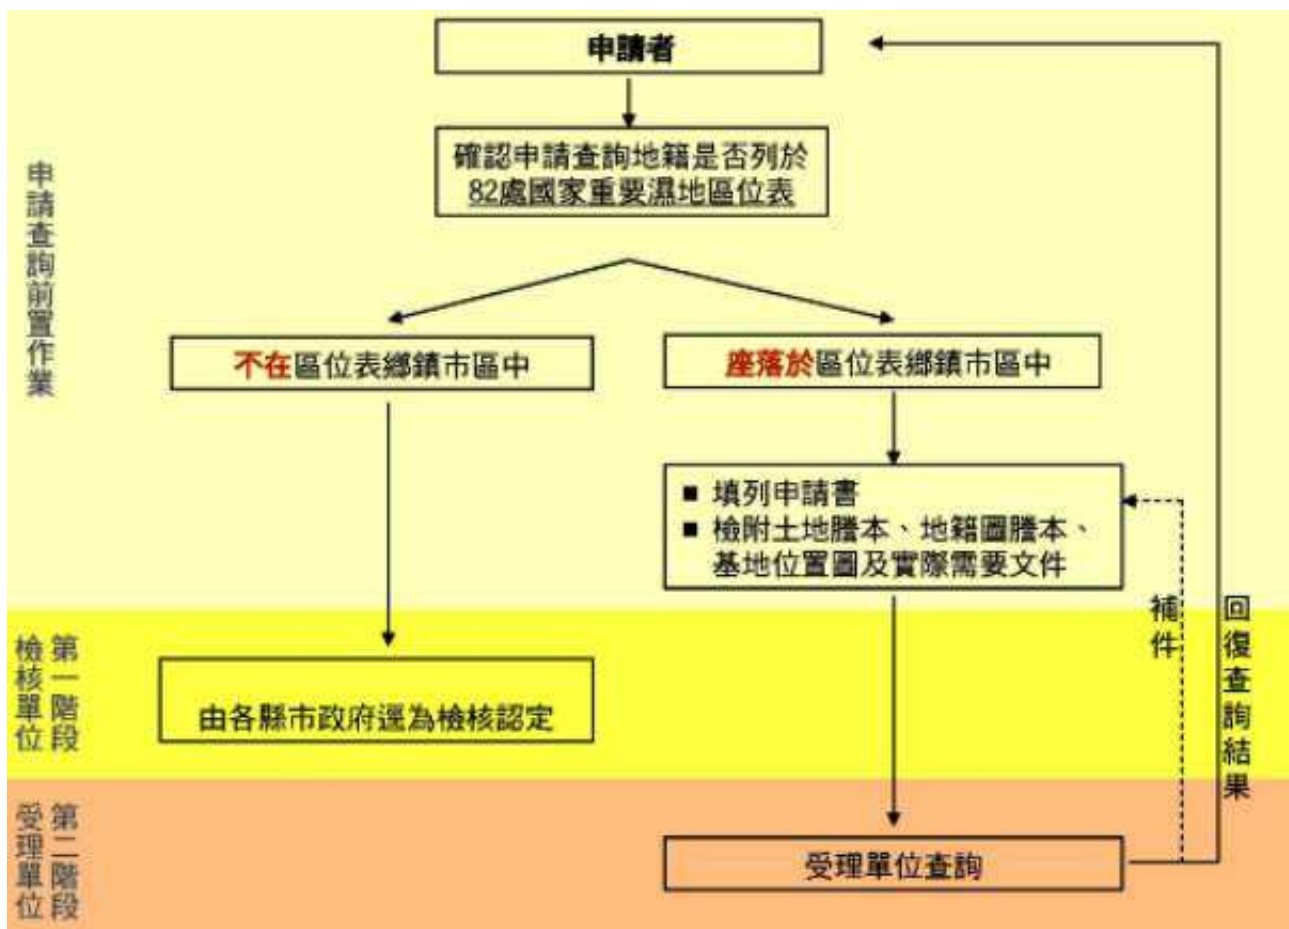 申請者
確認申請查詢地籍是否列於
82處國家重要濕地區位表
申請查詢前置作業
不在區位表鄉鎮市區中
座落於區位表鄉鎮市區中
■ 填列申請書
■ 檢附土地謄本、地籍圖謄本、
基地位置圖及實際需要文件
補件
回復查詢結果
第一階段
檢核單位
由各縣市政府逕為檢核認定
第二階段
受理單位
受理單位查詢